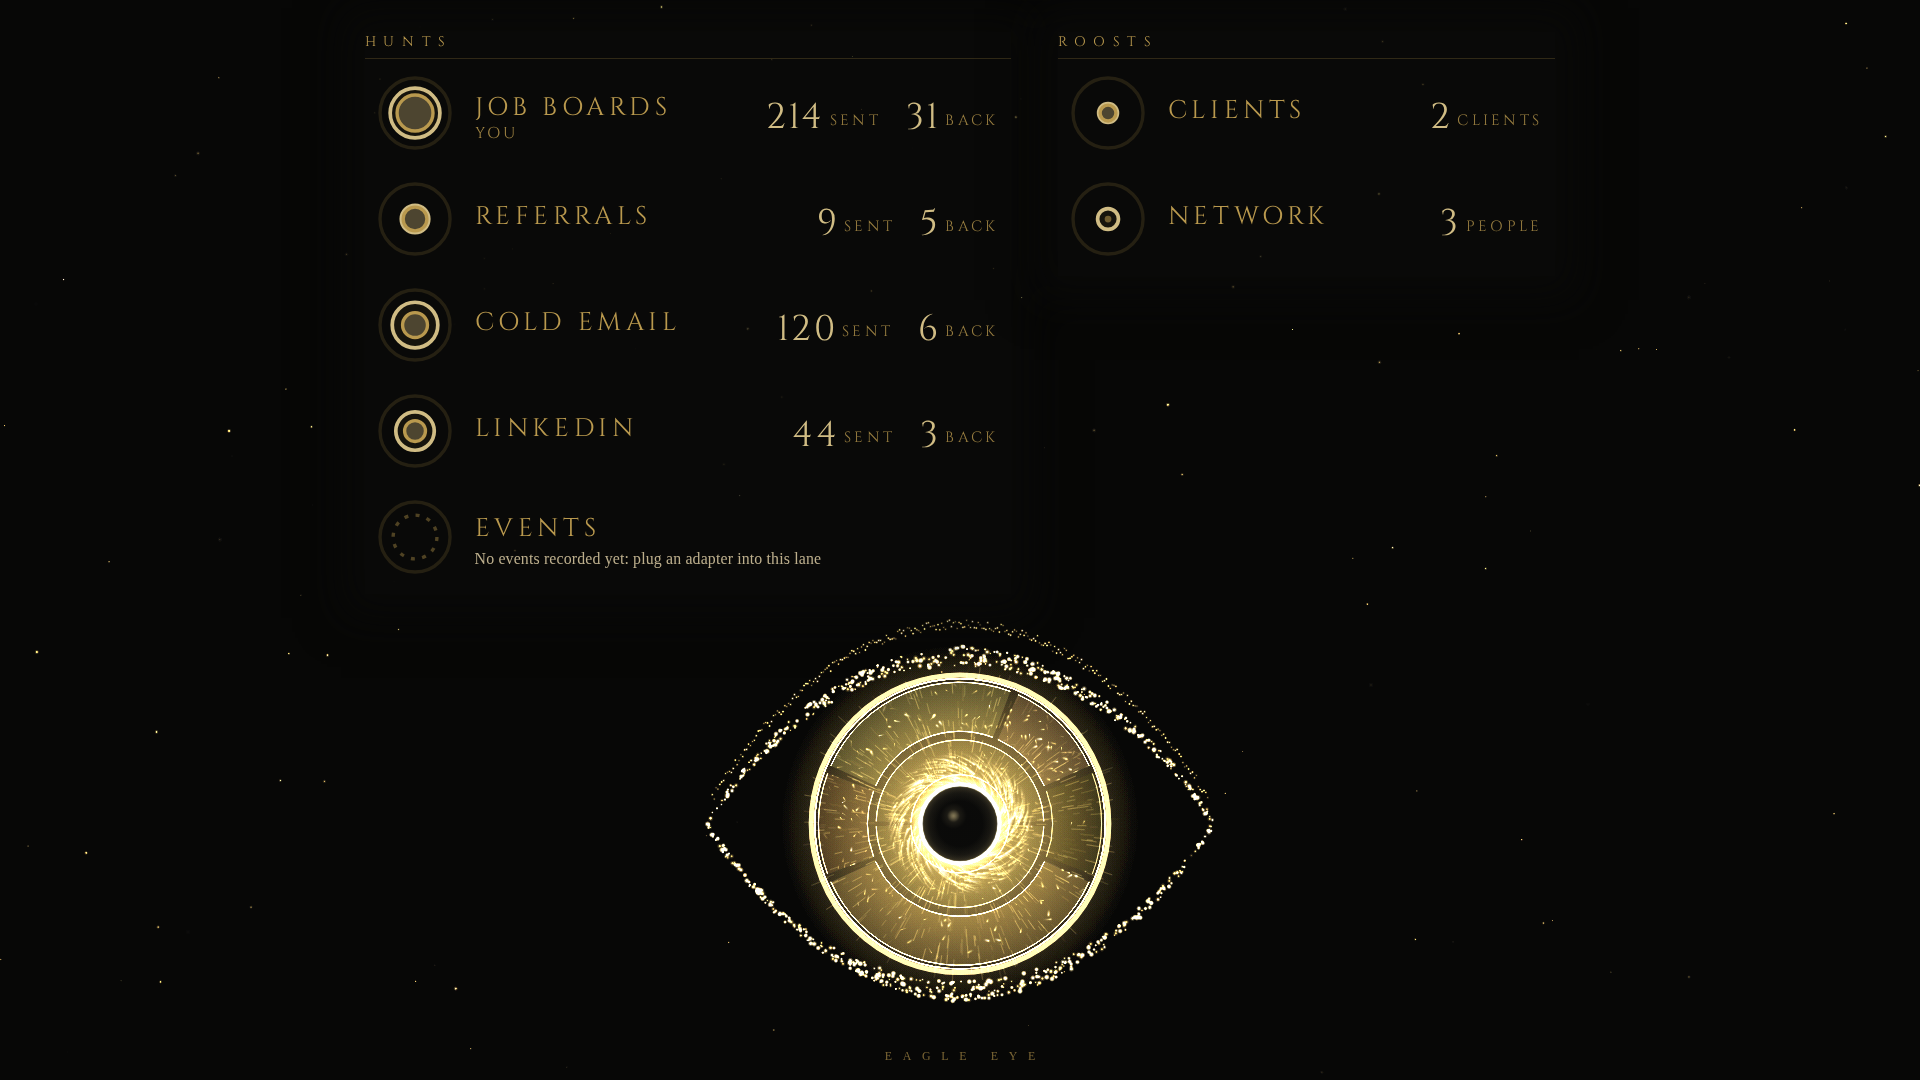 HUNTS
JOB BOARDS
YOU
214 SENT 31 BACK
REFERRALS
9 SENT 5 BACK
COLD EMAIL
120 SENT 6 BACK
LINKEDIN
44 SENT 3 BACK
EVENTS
No events recorded yet: plug an adapter into this lane
ROOSTS
CLIENTS
2 CLIENTS
NETWORK
3 PEOPLE
EAGLE EYE